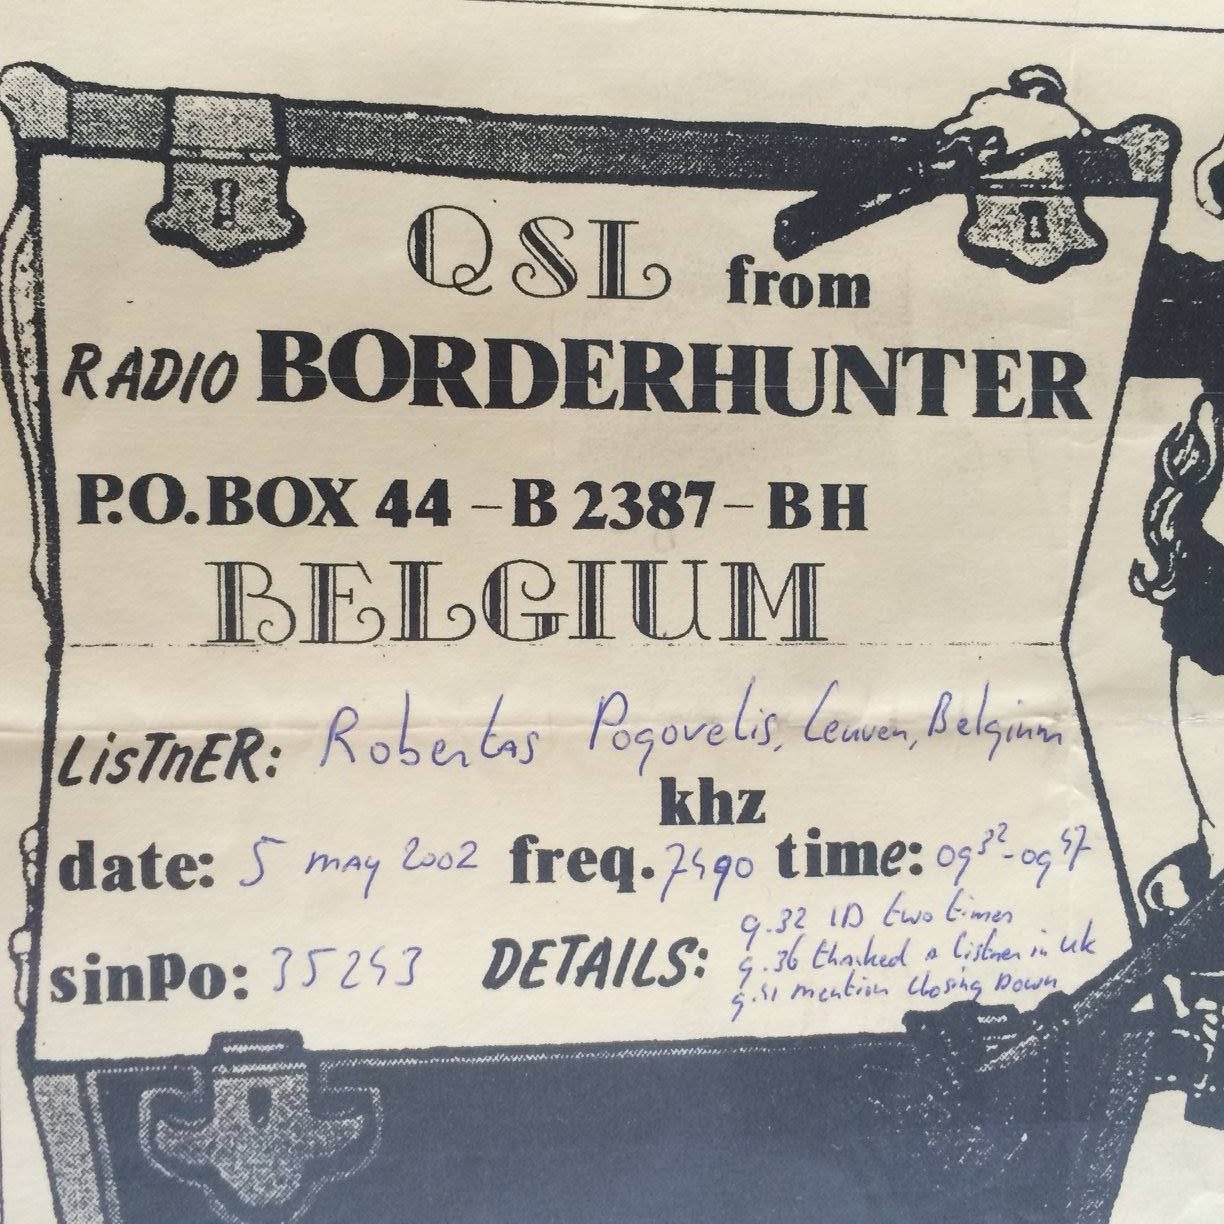 QSL from
RADIO BORDERHUNTER
P.O.BOX 44 - B 2387 - BH
BELGIUM
LisTnER: Robertas Pogorelis, Leuven, Belgium
khz
date: 5 may 2002 freq. 7490 time: 09³²-09⁴⁷
sinpo: 35243 DETAILS: 9.32 ID two times
9.36 thanked a listner in uk
9.41 mention closing down